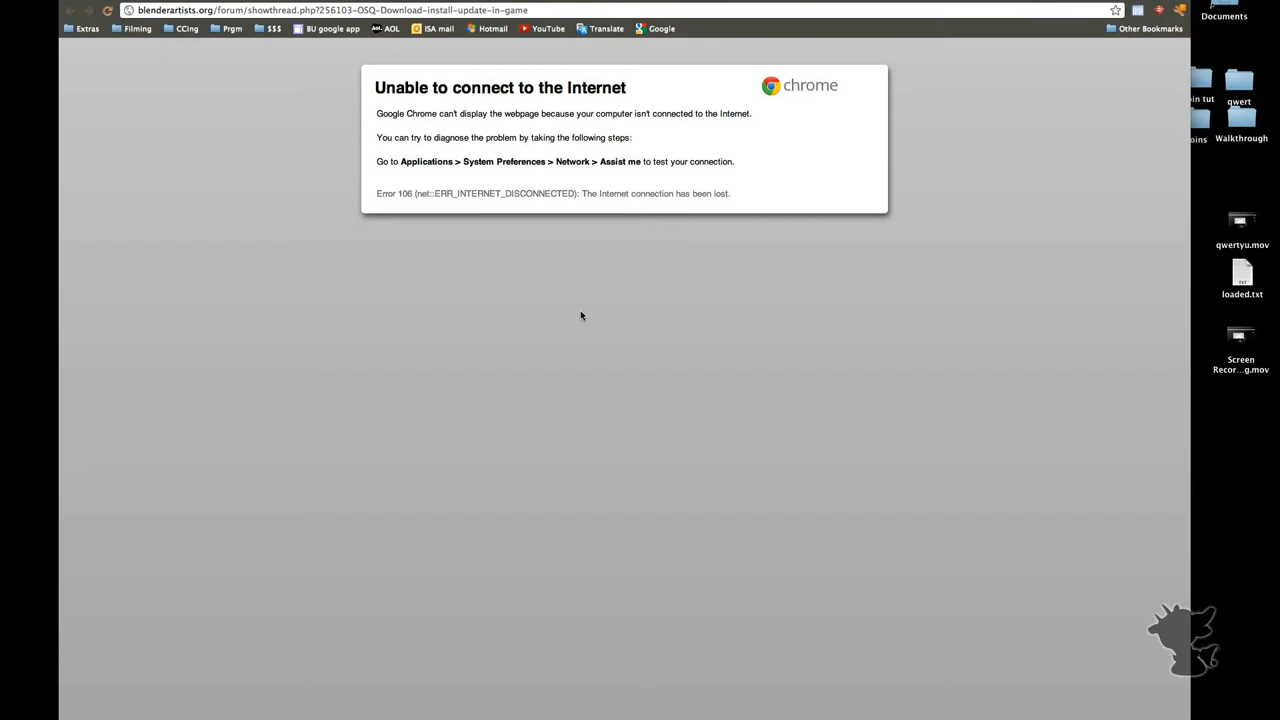 blenderartists.org/forum/showthread.php?256103-OSQ-Download-install-update-in-game
Documents
Extras Filming CCing Prgm $$$ BU google app AOL ISA mail Hotmail YouTube Translate Google Other Bookmarks
Unable to connect to the Internet
chrome
Google Chrome can't display the webpage because your computer isn't connected to the Internet.
You can try to diagnose the problem by taking the following steps:
Go to Applications > System Preferences > Network > Assist me to test your connection.
Error 106 (net::ERR_INTERNET_DISCONNECTED): The Internet connection has been lost.
in tut qwert
oins Walkthrough
qwertyu.mov
TXT
loaded.txt
Screen
Recor...g.mov